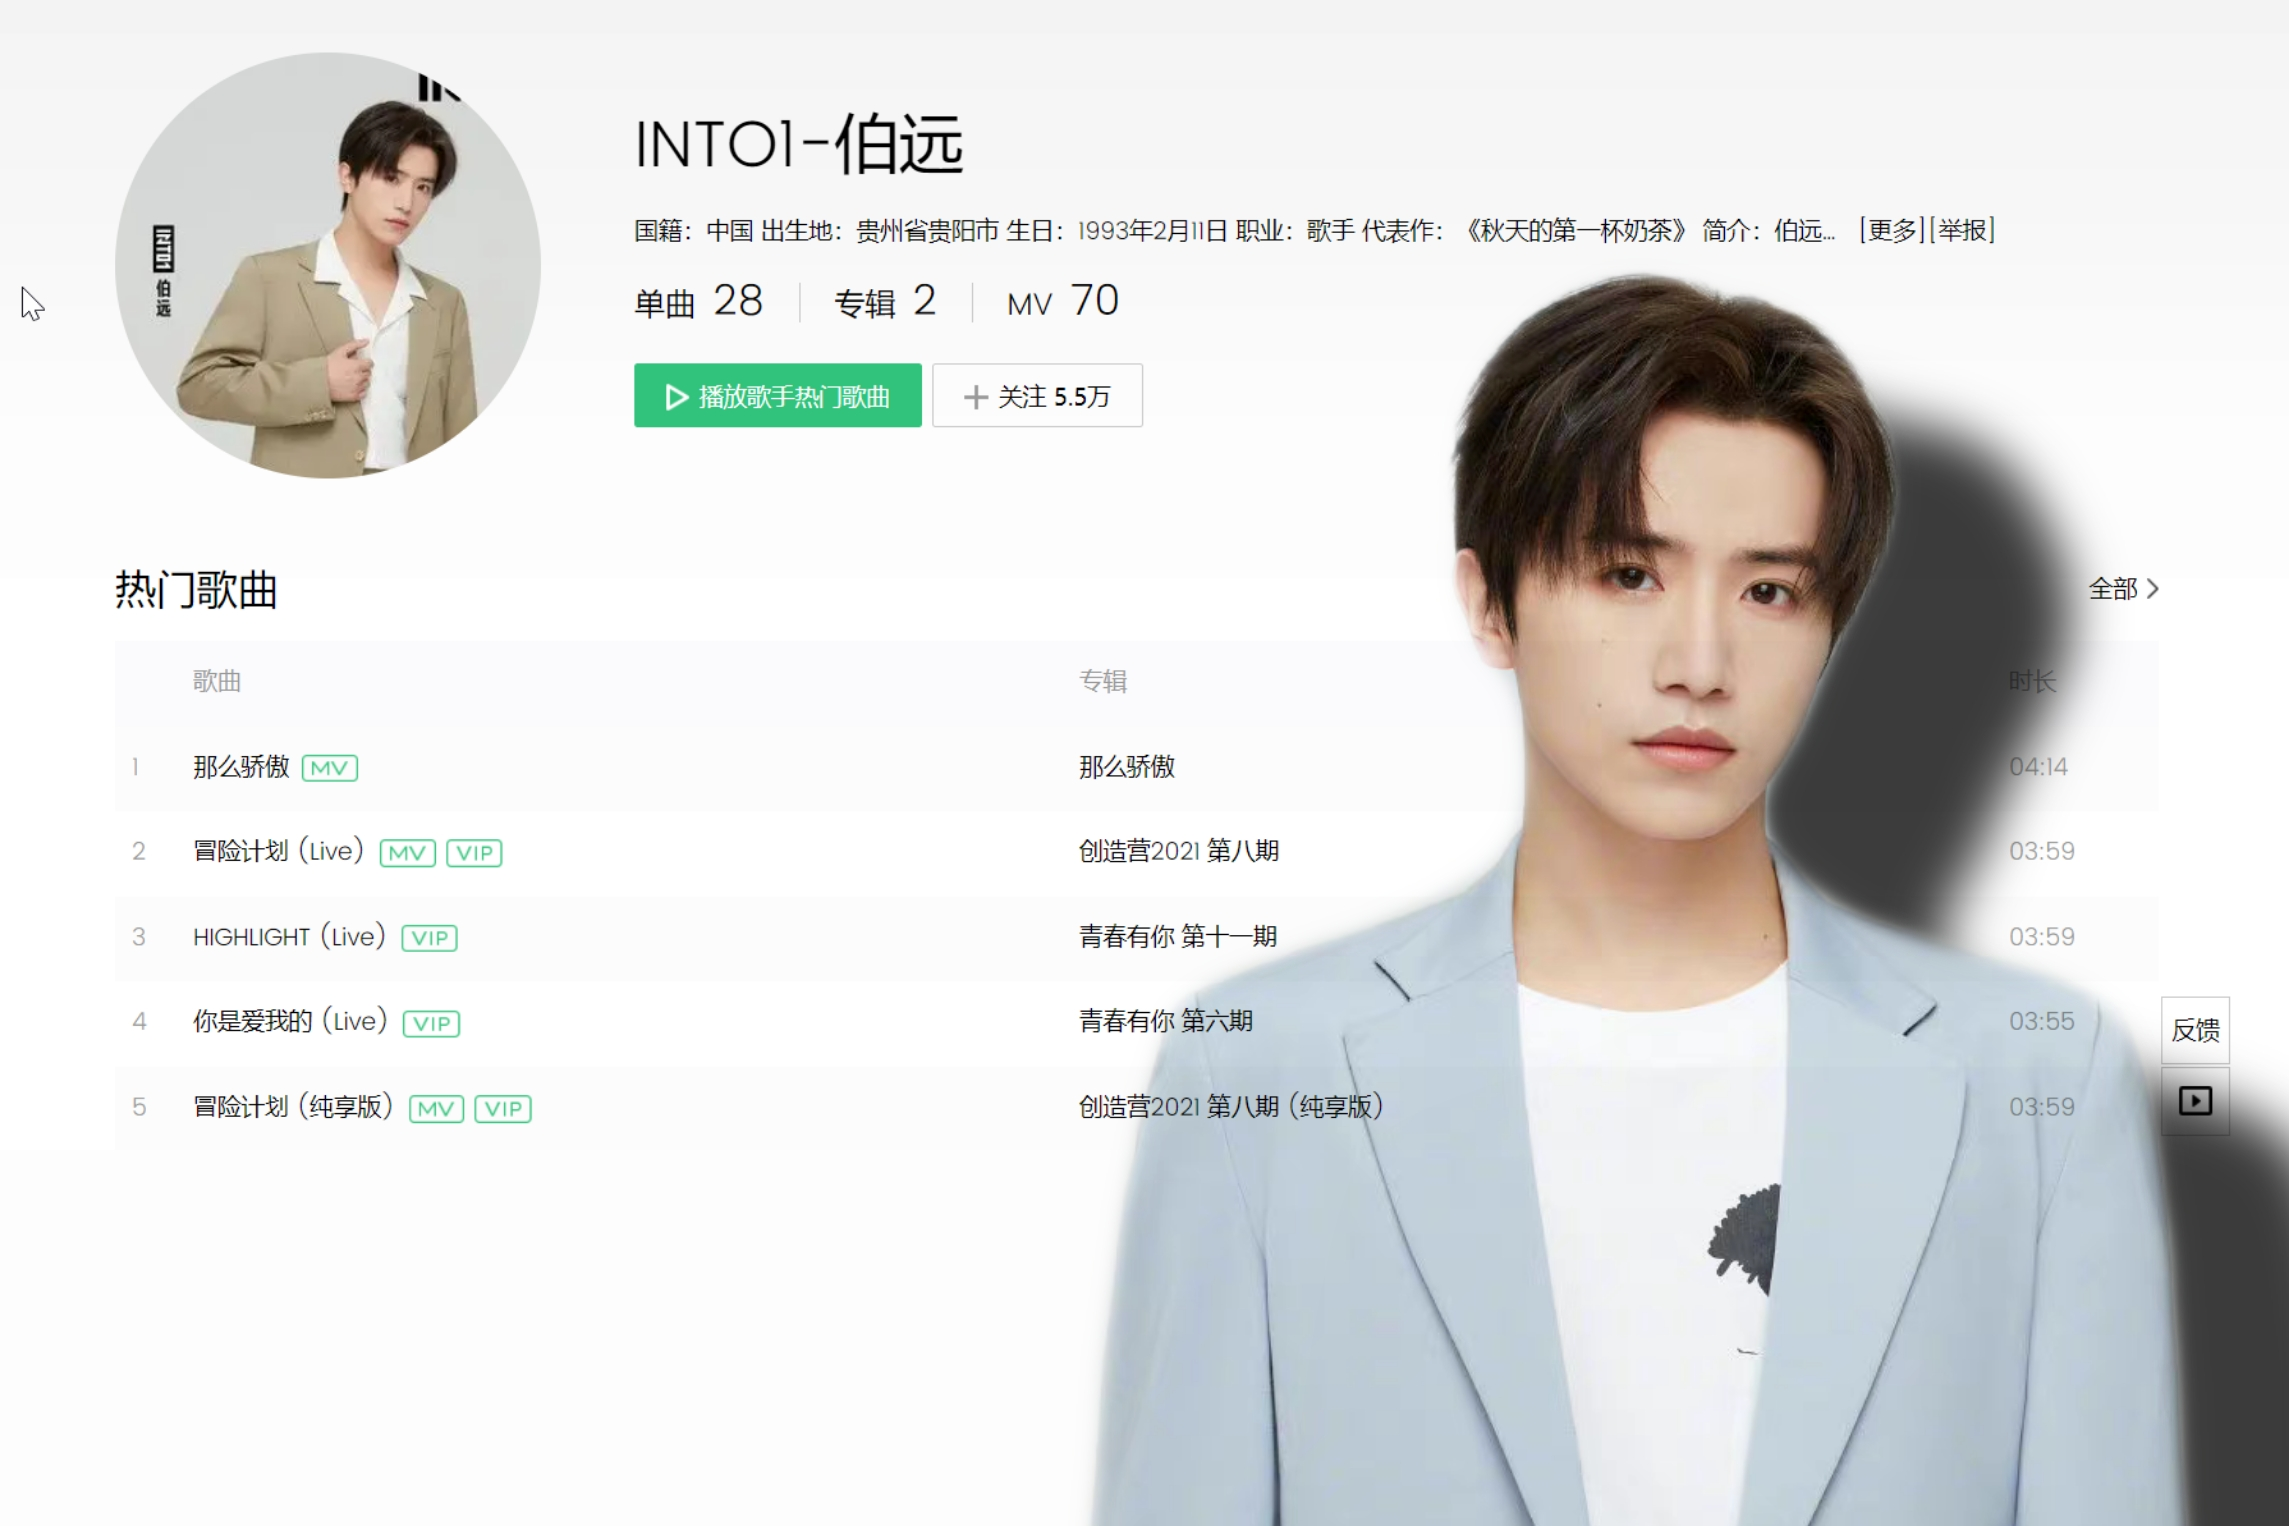 INTO1
伯远
INTO1-伯远
国籍：中国 出生地：贵州省贵阳市 生日：1993年2月11日 职业：歌手 代表作：《秋天的第一杯奶茶》 简介：伯远... [更多][举报]
单曲 28 专辑 2 MV 70
播放歌手热门歌曲 关注 5.5万
热门歌曲 全部
歌曲 专辑 时长
1 那么骄傲 MV 那么骄傲 04:14
2 冒险计划 (Live) MV VIP 创造营2021 第八期 03:59
3 HIGHLIGHT (Live) VIP 青春有你 第十一期 03:59
4 你是爱我的 (Live) VIP 青春有你 第六期 03:55
反馈
5 冒险计划 (纯享版) MV VIP 创造营2021 第八期 (纯享版) 03:59